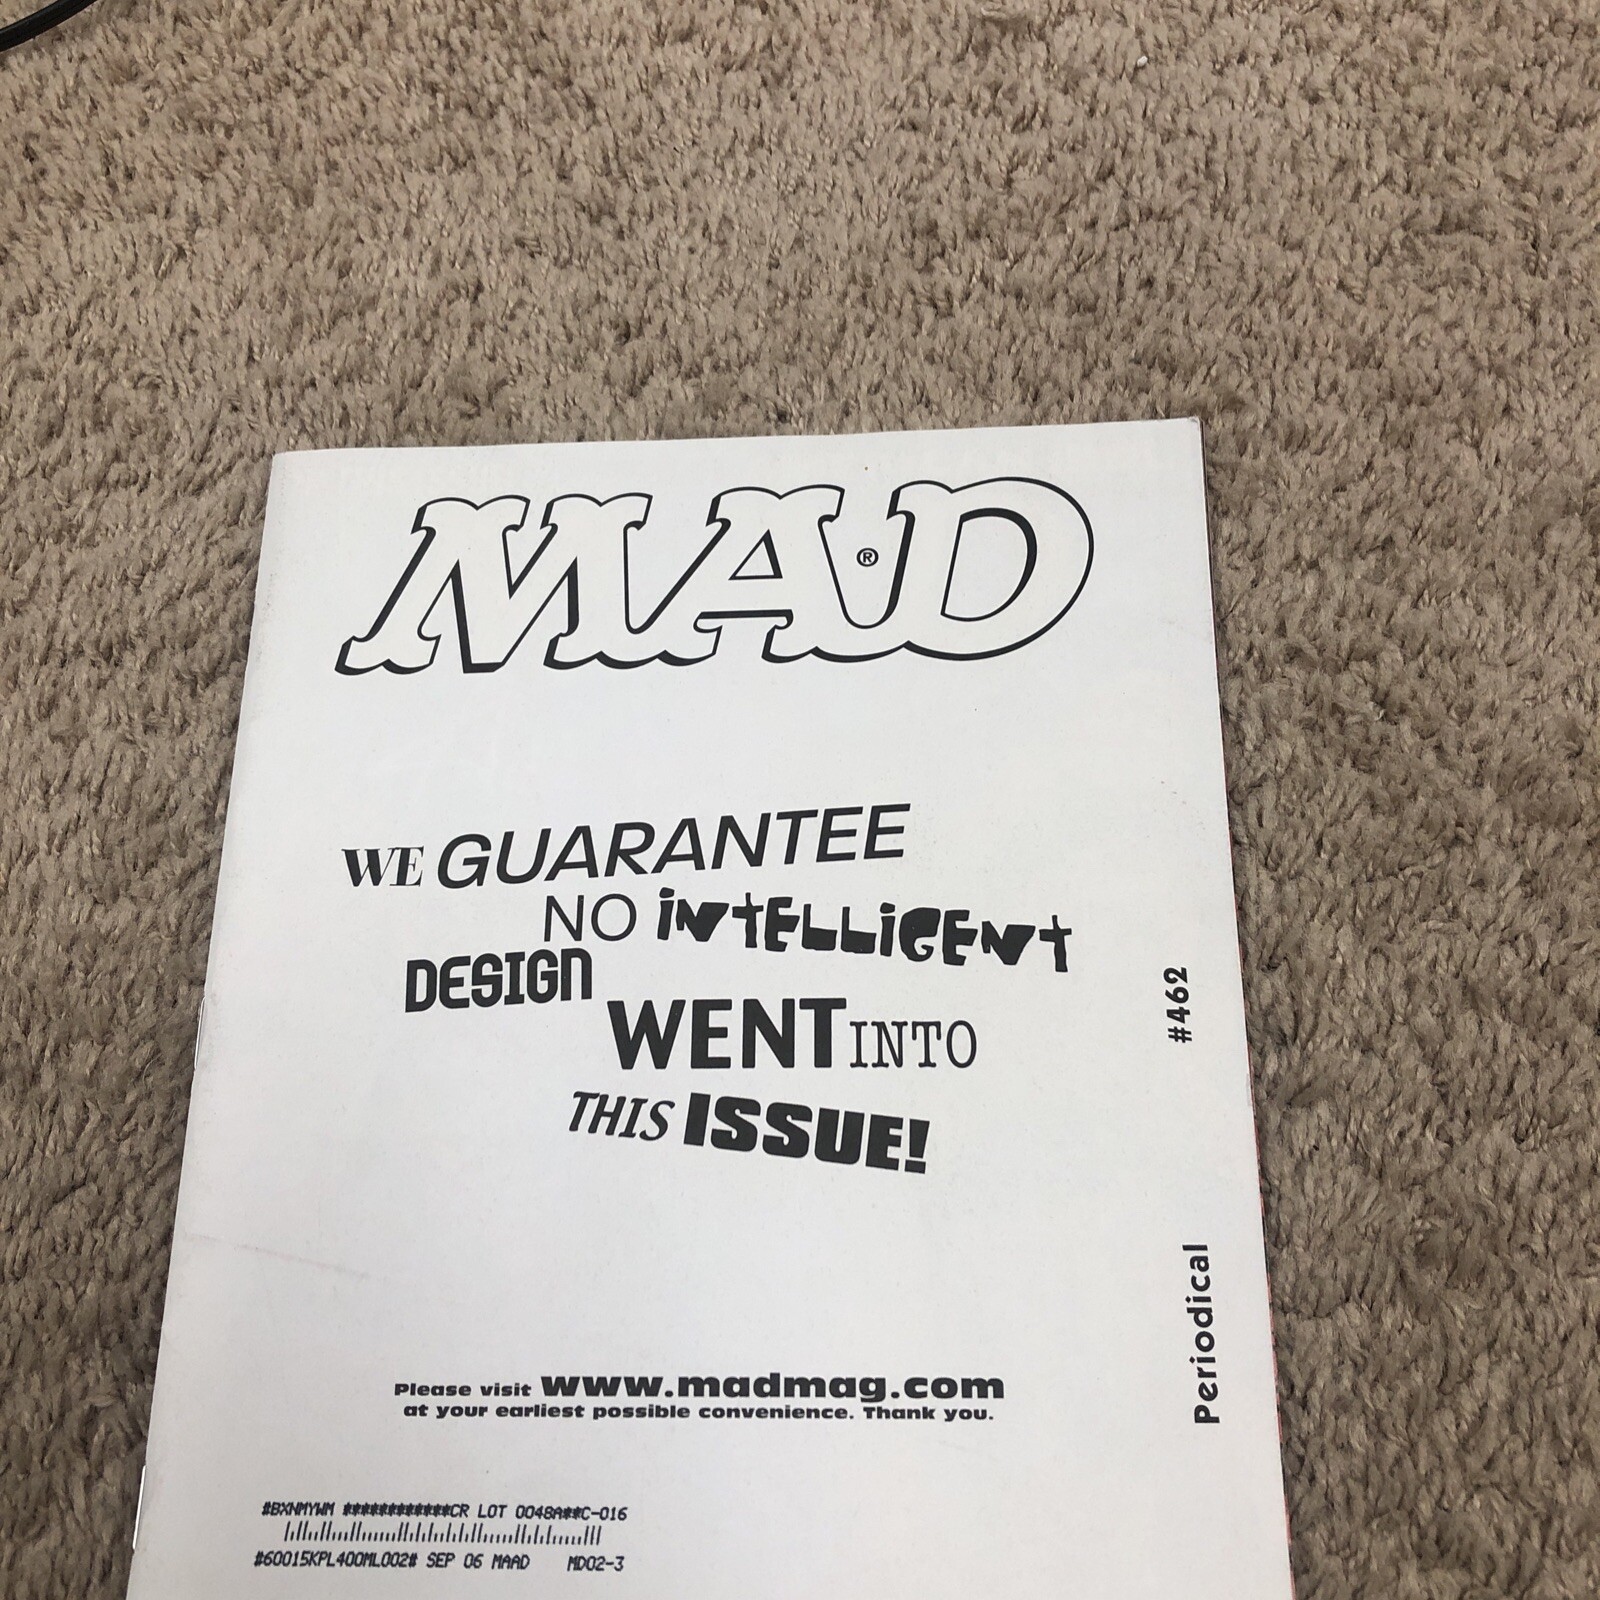 MAD®
WE GUARANTEE
NO iNTELLiGENT
DESIGN
WENT INTO
THIS ISSUE!
#462
Periodical
Please visit www.madmag.com
at your earliest possible convenience. Thank you.
#BXNMYWM ************CR LOT 0048A**C-016
#60015KPL400ML002# SEP 06 MAAD MD02-3